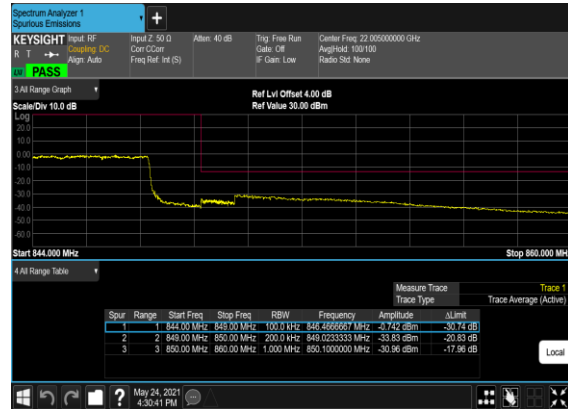 Spectrum Analyzer 1
Spurious Emissions
KEYSIGHT Input: RF Input Z: 50 Ω Atten: 40 dB Trig: Free Run Center Freq: 22.005000000 GHz
R T Coupling: DC Corr CCorr Gate: Off Avg|Hold: 100/100
Align: Auto Freq Ref: Int (S) IF Gain: Low Radio Std: None
PASS
3 All Range Graph
Ref Lvl Offset 4.00 dB
Scale/Div 10.0 dB Ref Value 30.00 dBm
Log
20.0
10.0
0.00
-10.0
-20.0
-30.0
-40.0
-50.0
-60.0
Start 844.000 MHz Stop 860.000 MH
4 All Range Table
Measure Trace Trace 1
Trace Type Trace Average (Active)
Spur Range Start Freq Stop Freq RBW Frequency Amplitude ΔLimit
1 1 844.00 MHz 849.00 MHz 100.0 kHz 846.4666667 MHz -0.742 dBm -30.74 dB
2 2 849.00 MHz 850.00 MHz 200.0 kHz 849.0233333 MHz -33.83 dBm -20.83 dB
3 3 850.00 MHz 860.00 MHz 1.000 MHz 850.1000000 MHz -30.96 dBm -17.96 dB
Local
May 24, 2021
4:30:41 PM